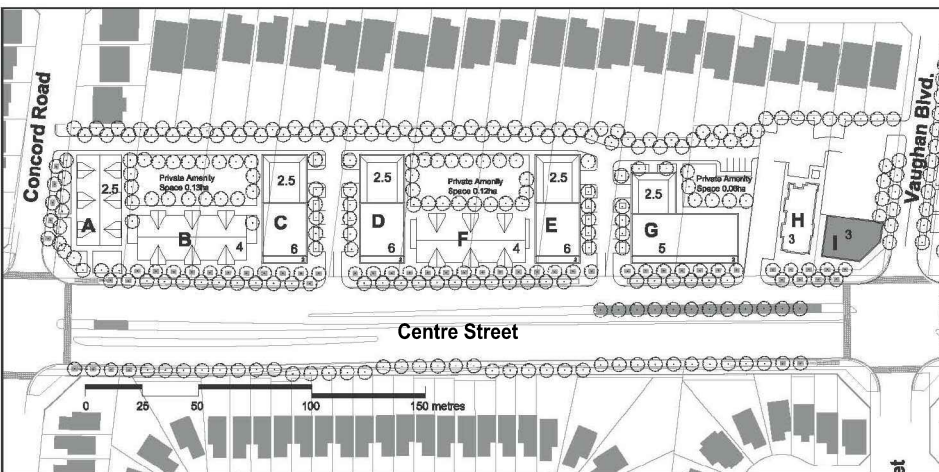 Concord Road
Vaughan Blvd.
2.5
A
Private Amenity
Space 0.13ha
B
4
2.5
C
6
2.5
D
6
Private Amenity
Space 0.12ha
F
4
2.5
E
6
2.5
G
5
Private Amenity
Space 0.06ha
H
3
I 3
Centre Street
0 25 50 100 150 metres
et